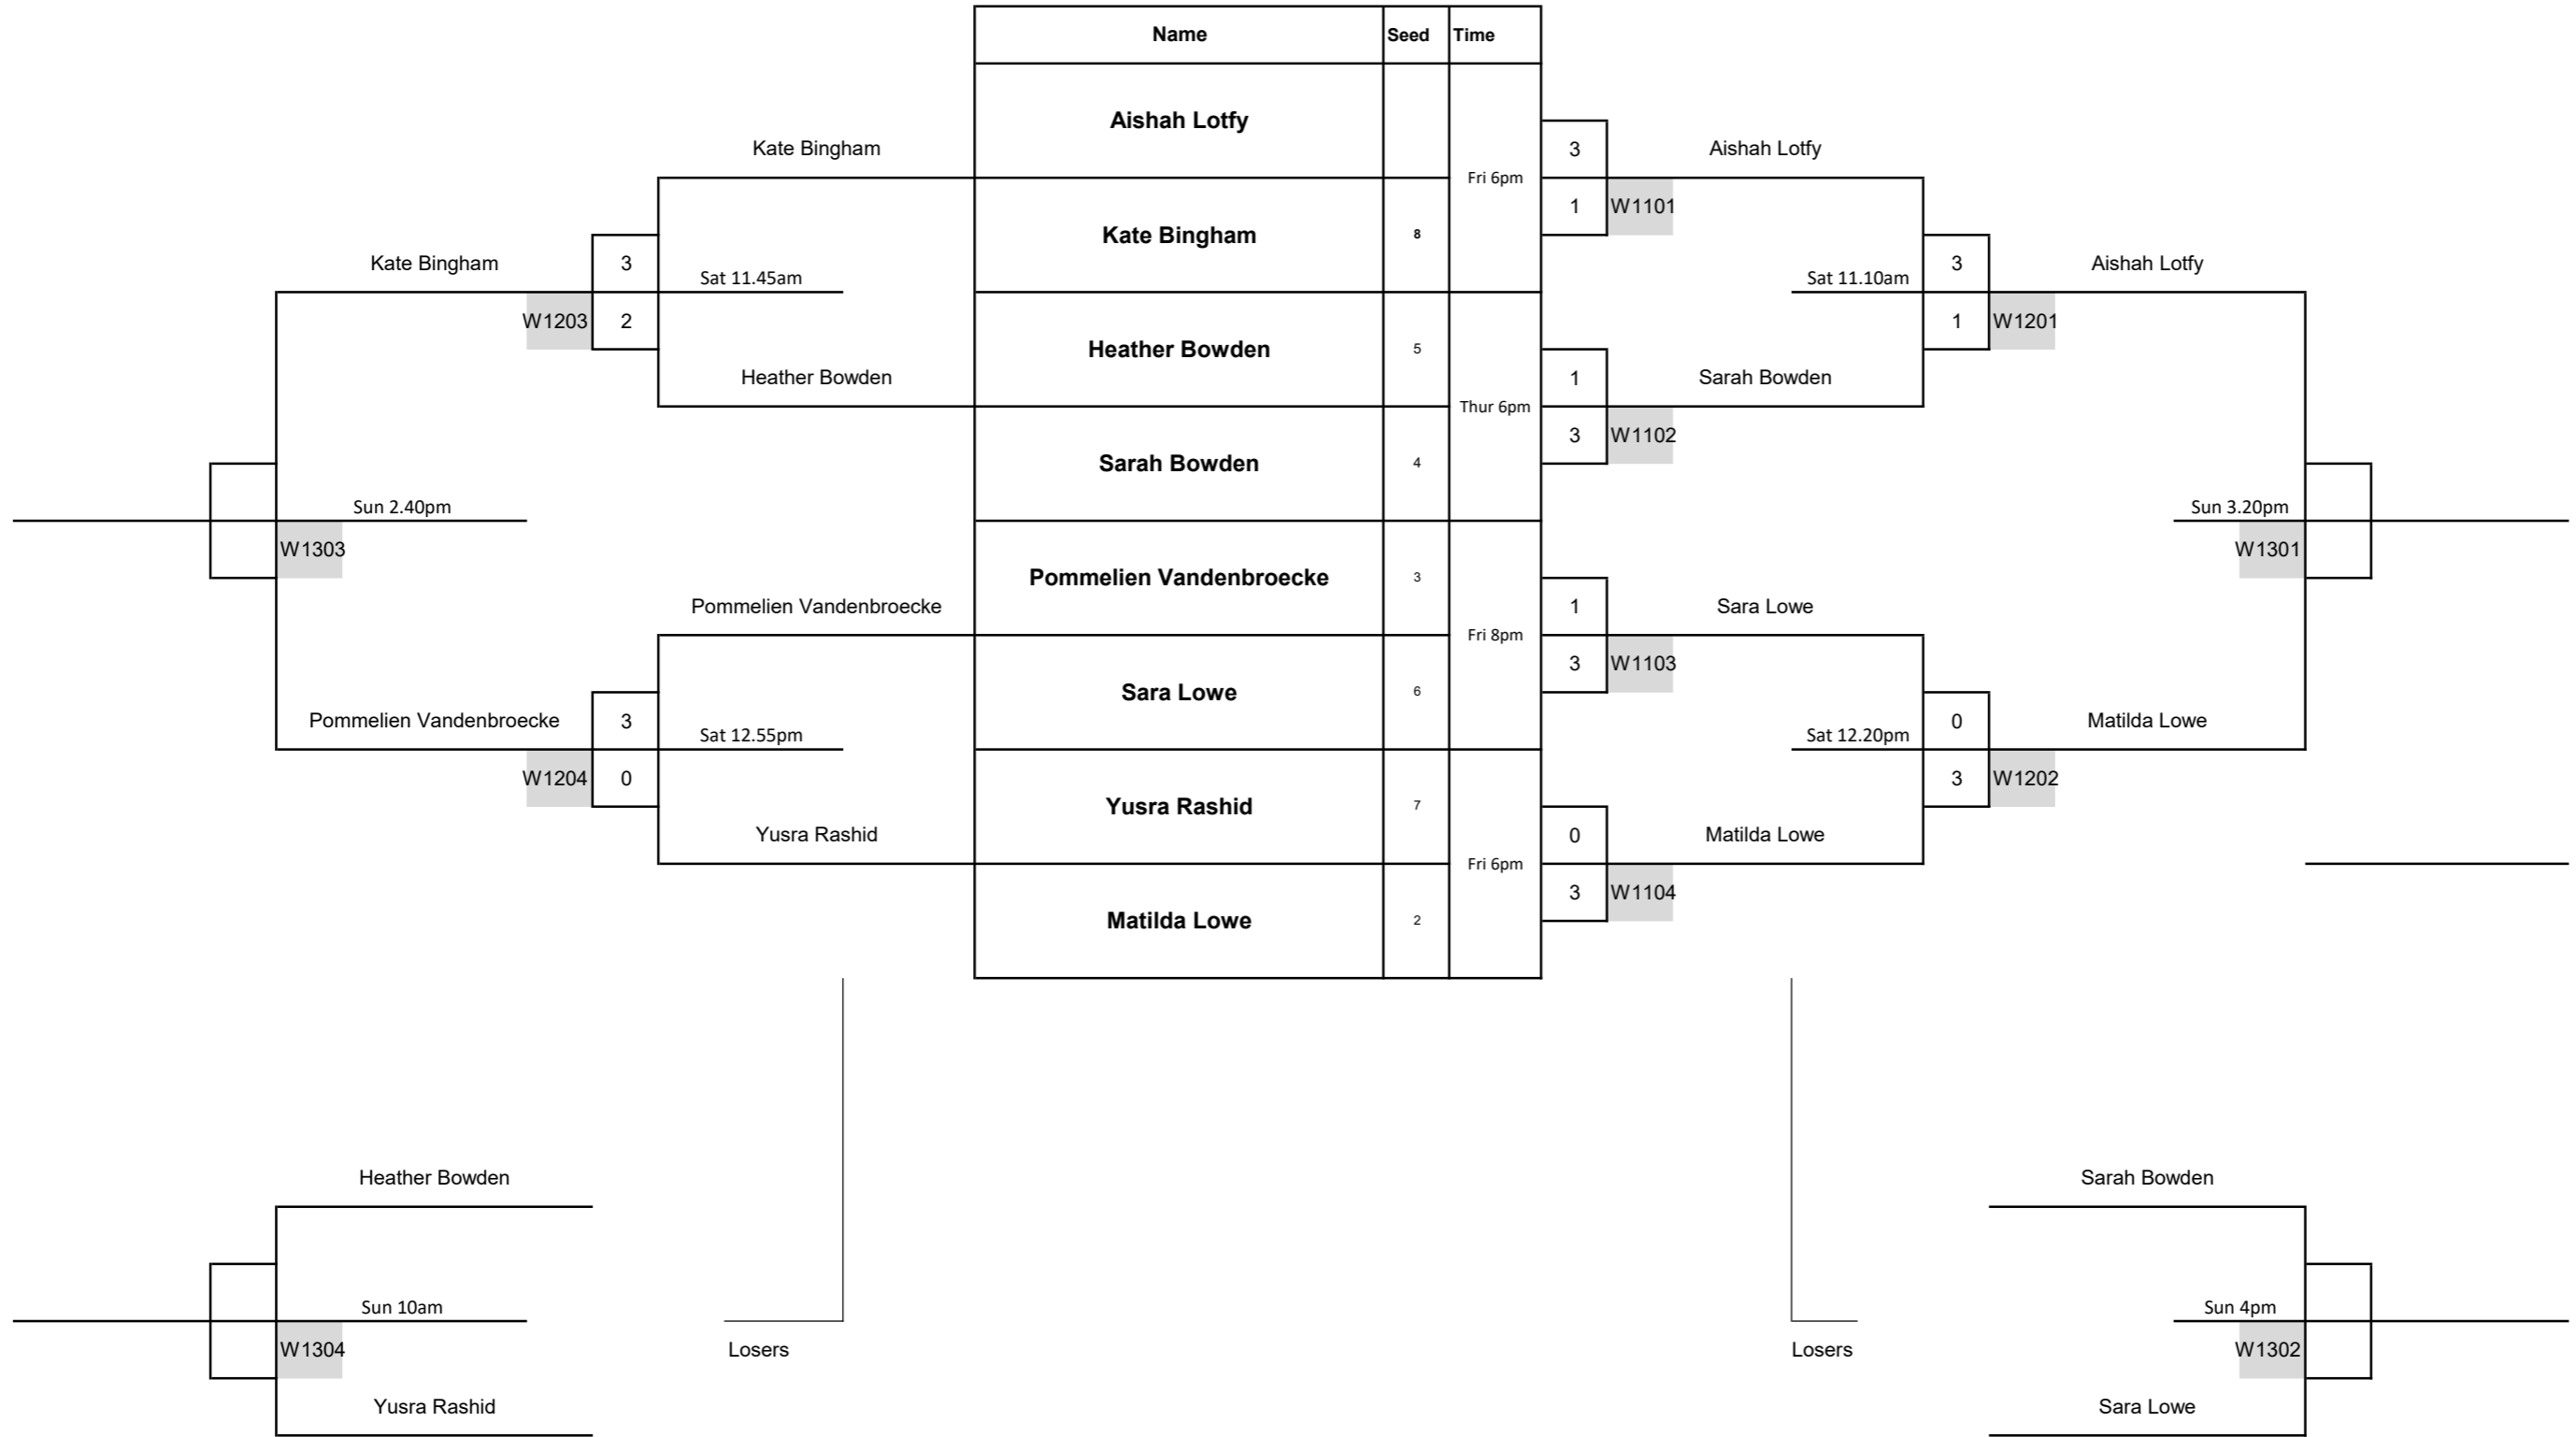 Name Seed Time
Aishah Lotfy
Kate Bingham 3 Aishah Lotfy
Fri 6pm
1 W1101
Kate Bingham 8
Kate Bingham 3 Sat 11.45am Sat 11.10am 3 Aishah Lotfy
W1203 2 1 W1201
Heather Bowden 5
Heather Bowden 1 Sarah Bowden
Thur 6pm
3 W1102
Sarah Bowden 4
Sun 2.40pm Sun 3.20pm
W1303 W1301
Pommelien Vandenbroecke 3
Pommelien Vandenbroecke 1 Sara Lowe
Fri 8pm
3 W1103
Sara Lowe 6
Pommelien Vandenbroecke 3 Sat 12.55pm Sat 12.20pm 0 Matilda Lowe
W1204 0 3 W1202
Yusra Rashid 7
Yusra Rashid 0 Matilda Lowe
Fri 6pm
3 W1104
Matilda Lowe 2
Heather Bowden Sarah Bowden
Sun 10am Sun 4pm
W1304 Losers Losers W1302
Yusra Rashid Sara Lowe